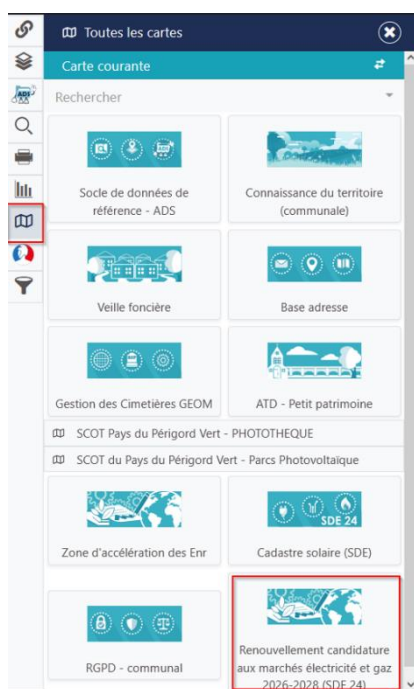 Toutes les cartes
Carte courante
ADS
Rechercher
Socle de données de
référence - ADS
Connaissance du territoire
(communale)
Veille foncière
Base adresse
Gestion des Cimetières GEOM
ATD - Petit patrimoine
SCOT Pays du Périgord Vert - PHOTOTHEQUE
SCOT du Pays du Périgord Vert - Parcs Photovoltaïque
SDE 24
Zone d'accélération des Enr
Cadastre solaire (SDE)
RGPD - communal
Renouvellement candidature
aux marchés électricité et gaz
2026-2028 (SDE 24)